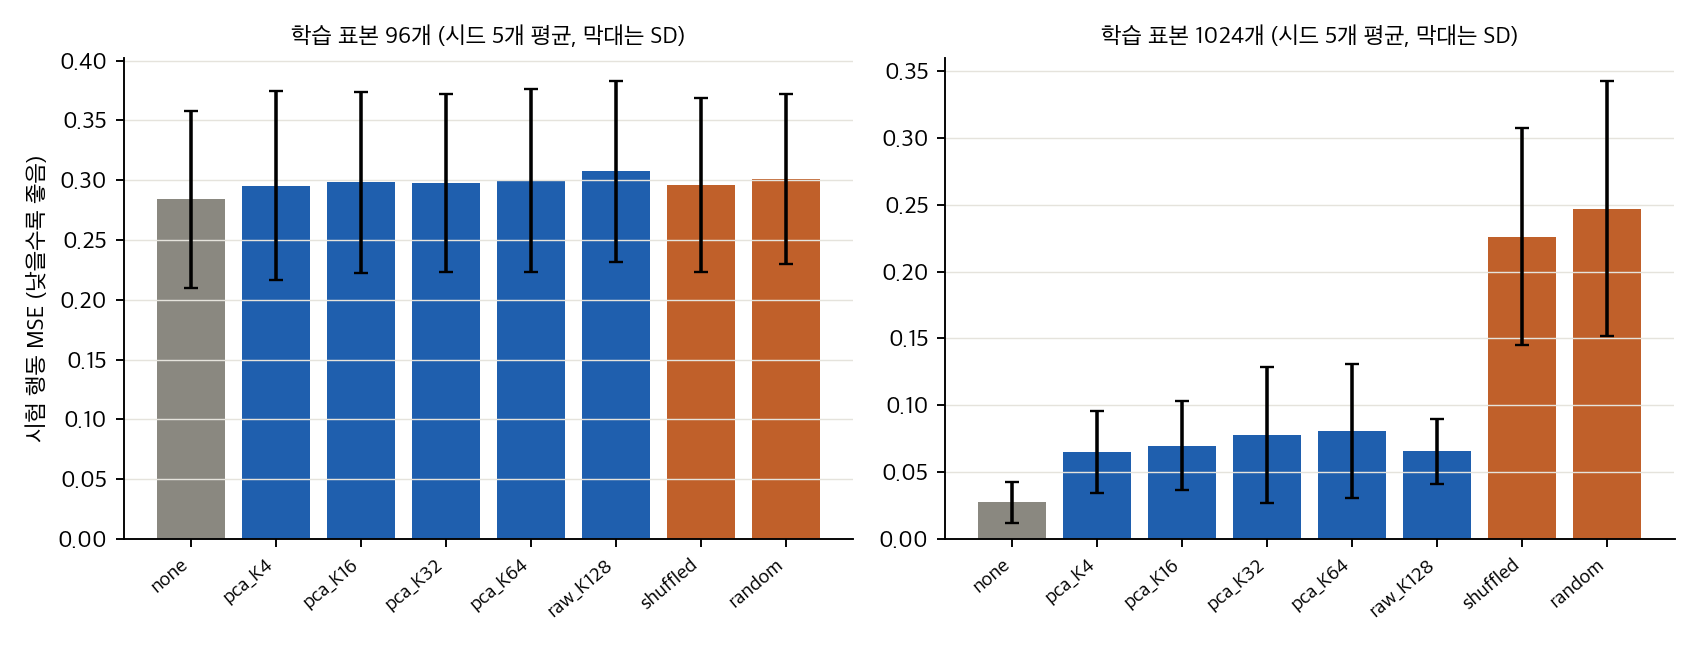 학습 표본 96개 (시드 5개 평균, 막대는 SD)
시험 행동 MSE (낮을수록 좋음)
0.40
0.35
0.30
0.25
0.20
0.15
0.10
0.05
0.00
none
pca_K4
pca_K16
pca_K32
pca_K64
raw_K128
shuffled
random
학습 표본 1024개 (시드 5개 평균, 막대는 SD)
0.35
0.30
0.25
0.20
0.15
0.10
0.05
0.00
none
pca_K4
pca_K16
pca_K32
pca_K64
raw_K128
shuffled
random